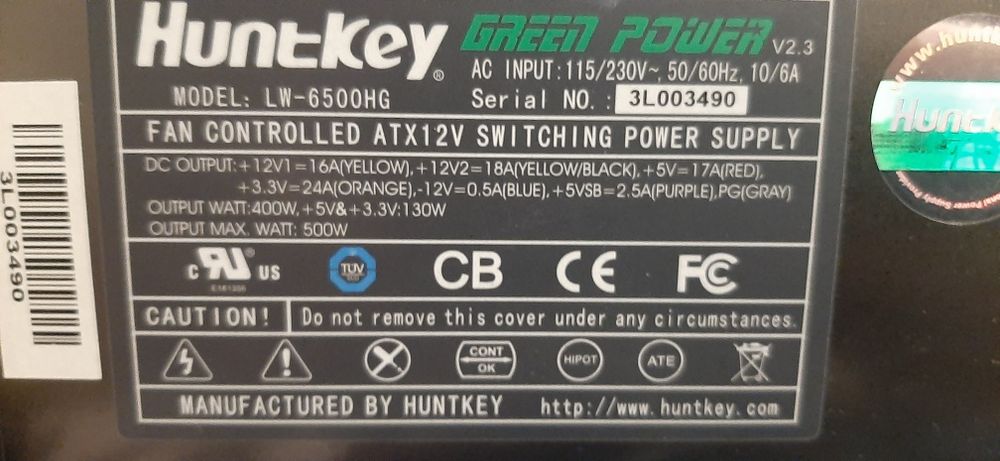 HUNTKEY® GREEN POWER V2.3
AC INPUT:115/230V~, 50/60Hz, 10/6A
MODEL: LW-6500HG Serial NO. : 3L003490
FAN CONTROLLED ATX12V SWITCHING POWER SUPPLY
DC OUTPUT:+12V1=16A(YELLOW),+12V2=18A(YELLOW/BLACK),+5V=17A(RED),
+3.3V=24A(ORANGE),-12V=0.5A(BLUE),+5VSB=2.5A(PURPLE),PG(GRAY)
OUTPUT WATT:400W,+5V&+3.3V:130W
OUTPUT MAX. WATT: 500W
c RU® US TUV CB CE FC
CAUTION! Do not remove this cover under any circumstances.
CONT OK HIPOT ATE
MANUFACTURED BY HUNTKEY http://www.huntkey.com
3L003490